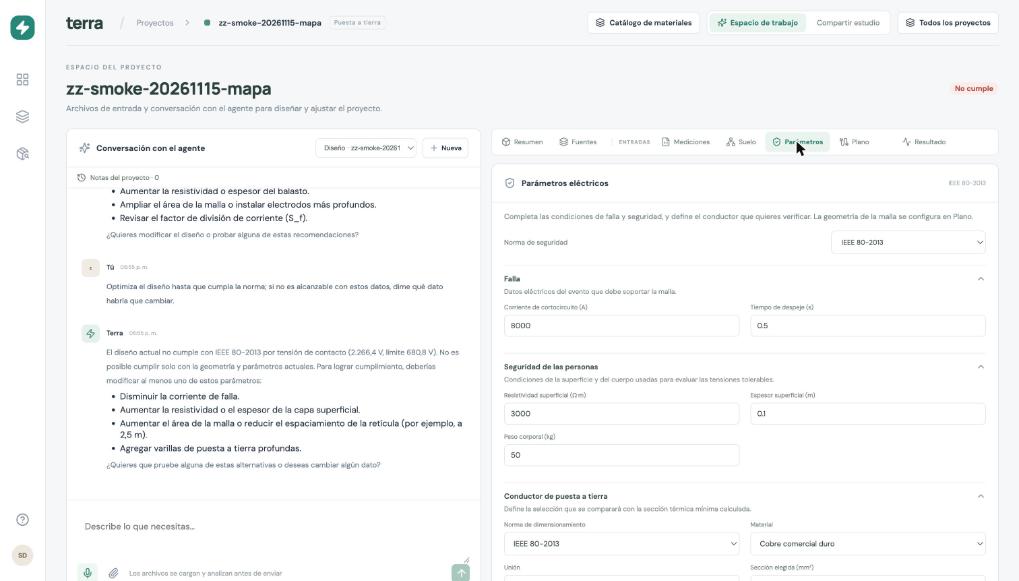 terra / Proyectos > zz-smoke-20261115-mapa Puesta a tierra
Catálogo de materiales
Espacio de trabajo
Compartir estudio
Todos los proyectos
ESPACIO DEL PROYECTO
zz-smoke-20261115-mapa
No cumple
Archivos de entrada y conversación con el agente para diseñar y ajustar el proyecto.
Conversación con el agente
Diseño · zz-smoke-20261
+ Nueva
Notas del proyecto · 0
• Aumentar la resistividad o espesor del balasto.
• Ampliar el área de la malla o instalar electrodos más profundos.
• Revisar el factor de división de corriente (S_f).
¿Quieres modificar el diseño o probar alguna de estas recomendaciones?
Tú 06:55 p. m.
Optimiza el diseño hasta que cumpla la norma; si no es alcanzable con estos datos, dime qué dato
habría que cambiar.
Terra 06:55 p. m.
El diseño actual no cumple con IEEE 80-2013 por tensión de contacto (2.266,4 V, límite 680,8 V). No es
posible cumplir solo con la geometría y parámetros actuales. Para lograr cumplimiento, deberías
modificar al menos uno de estos parámetros:
• Disminuir la corriente de falla.
• Aumentar la resistividad o el espesor de la capa superficial.
• Aumentar el área de la malla o reducir el espaciamiento de la retícula (por ejemplo, a
2,5 m).
• Agregar varillas de puesta a tierra profundas.
¿Quieres que pruebe alguna de estas alternativas o deseas cambiar algún dato?
Describe lo que necesitas...
Los archivos se cargan y analizan antes de enviar
SD
Resumen
Fuentes
ENTRADAS
Mediciones
Suelo
Parámetros
Plano
Resultado
Parámetros eléctricos
IEEE 80-2013
Completa las condiciones de falla y seguridad, y define el conductor que quieres verificar. La geometría de la malla se configura en Plano.
Norma de seguridad
IEEE 80-2013
Falla
Datos eléctricos del evento que debe soportar la malla.
Corriente de cortocircuito (A)
Tiempo de despeje (s)
8000
0.5
Seguridad de las personas
Condiciones de la superficie y del cuerpo usadas para evaluar las tensiones tolerables.
Resistividad superficial (Ω·m)
Espesor superficial (m)
3000
0.1
Peso corporal (kg)
50
Conductor de puesta a tierra
Define la selección que se comparará con la sección térmica mínima calculada.
Norma de dimensionamiento
Material
IEEE 80-2013
Cobre comercial duro
Unión
Sección elegida (mm²)